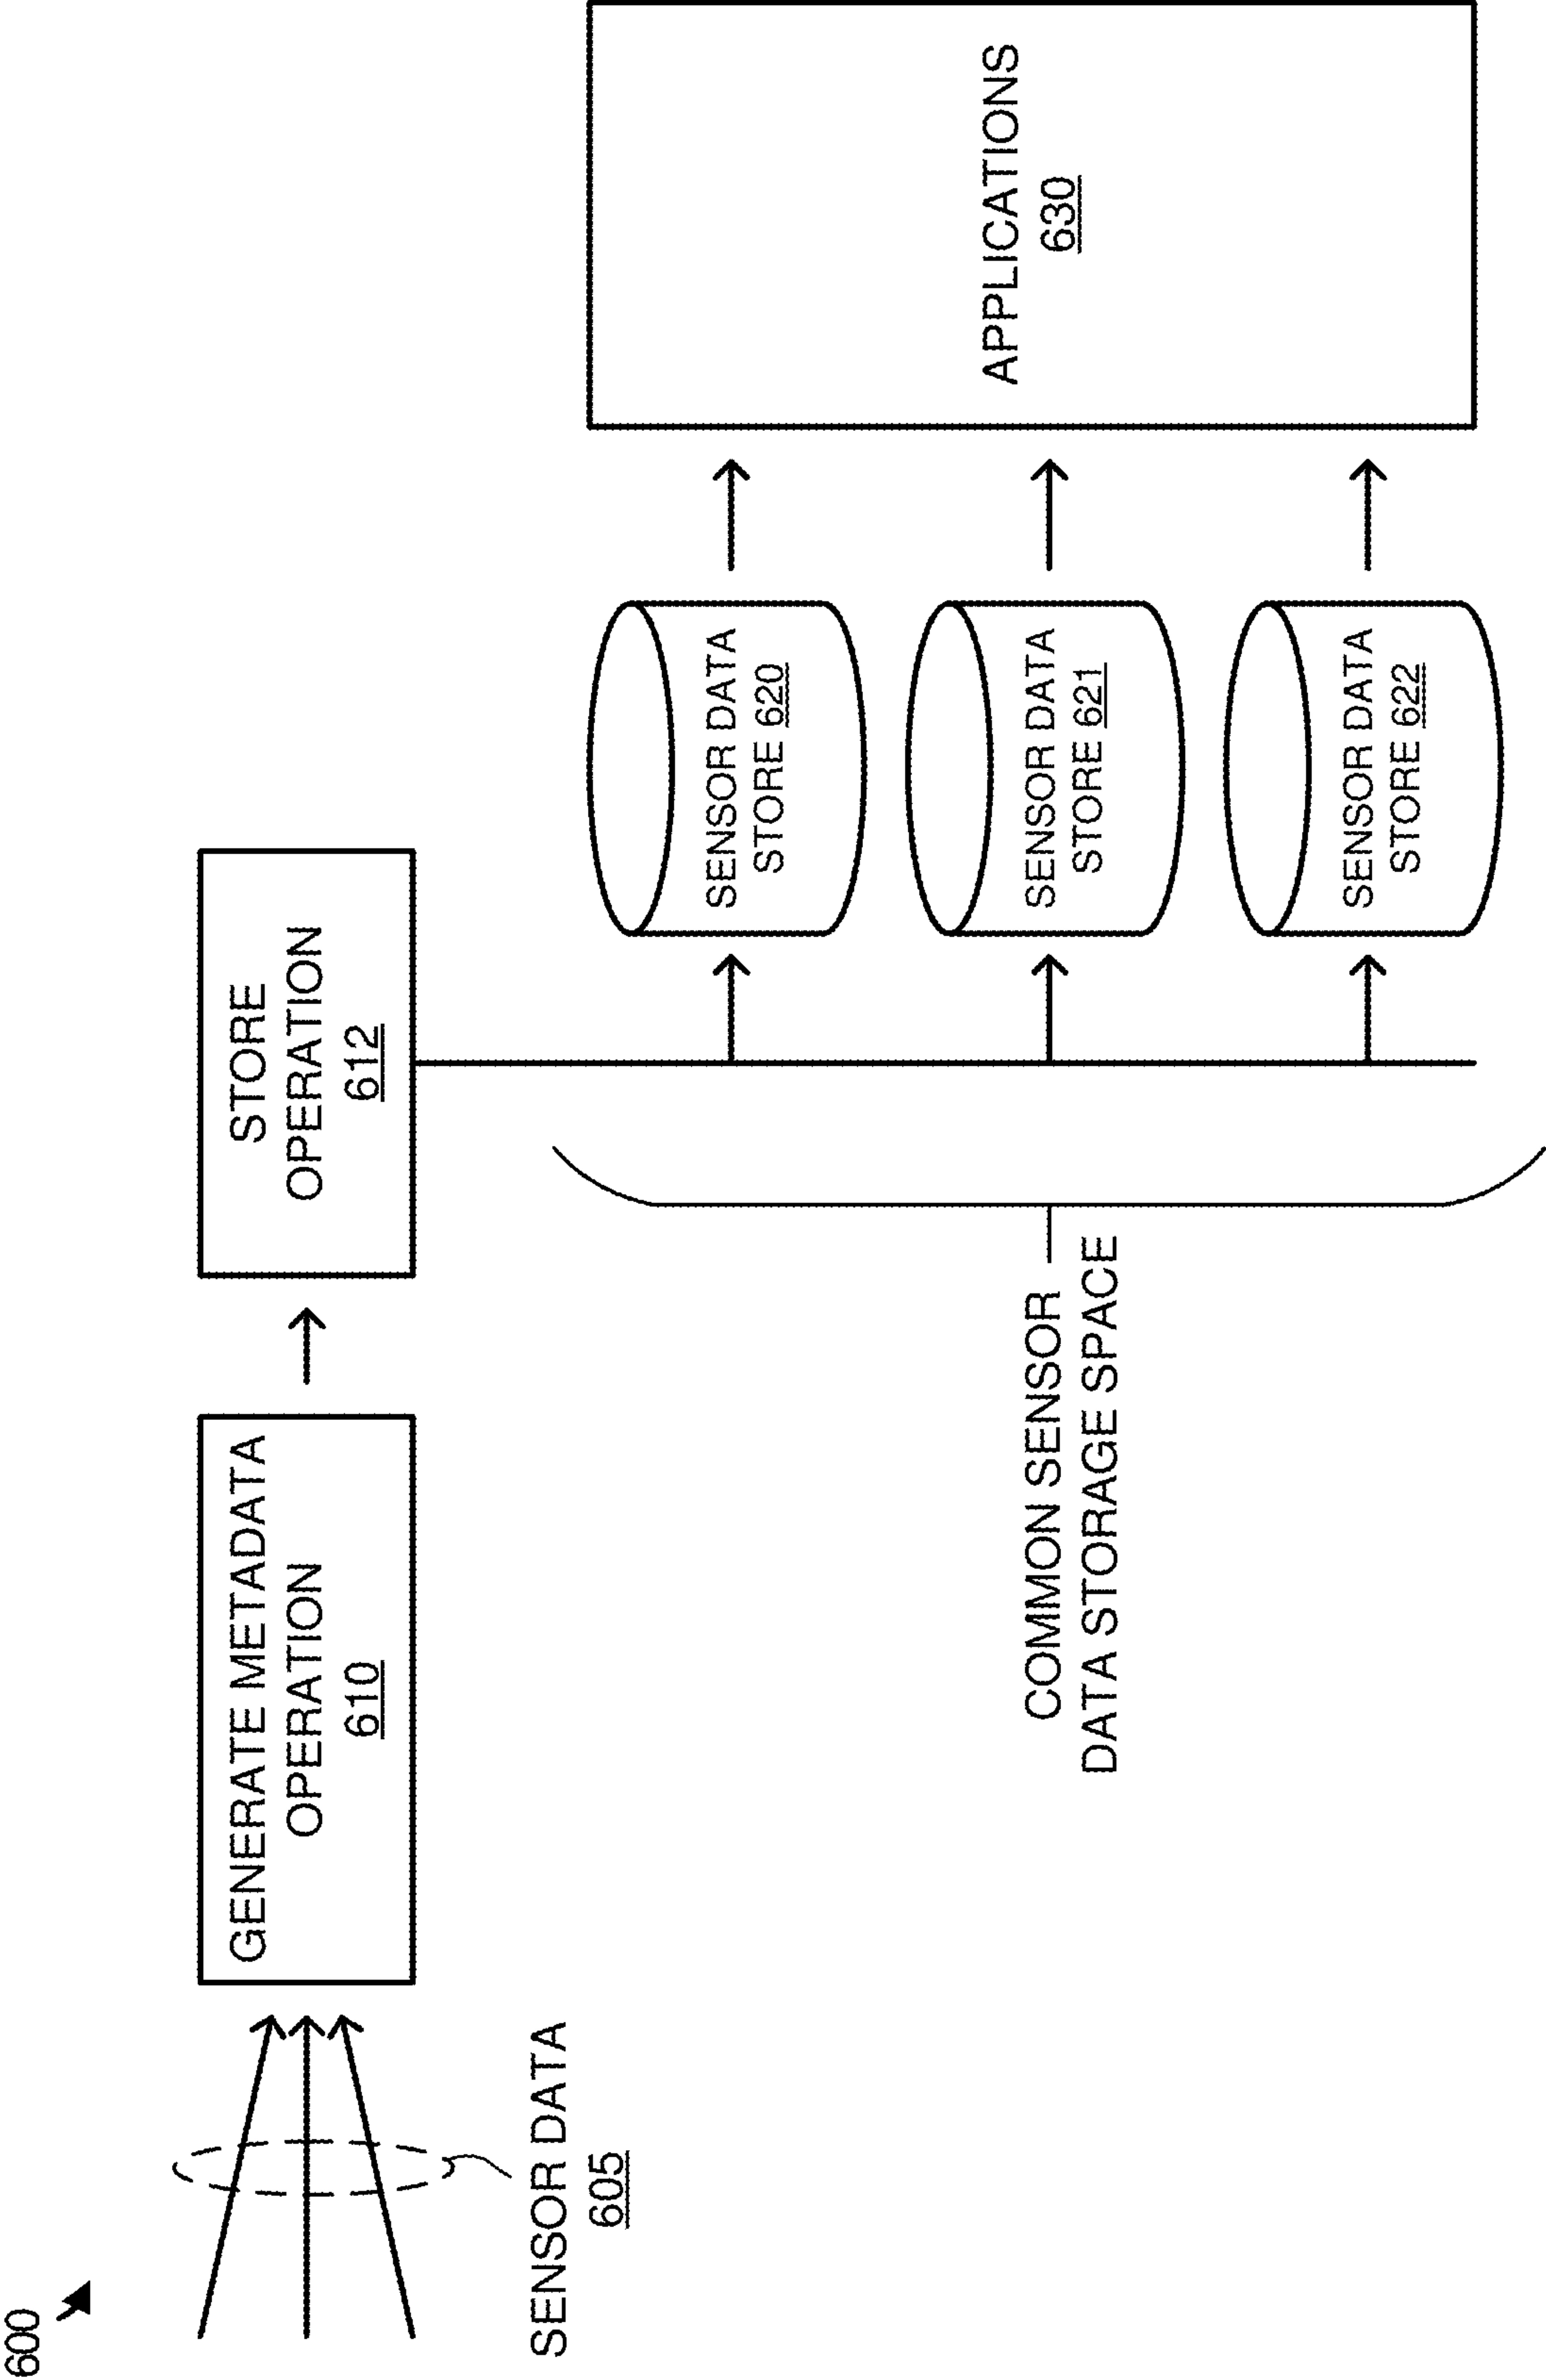 600
SENSOR DATA
605
GENERATE METADATA
OPERATION
610
STORE
OPERATION
612
COMMON SENSOR
DATA STORAGE SPACE
SENSOR DATA
STORE 620
SENSOR DATA
STORE 621
SENSOR DATA
STORE 622
APPLICATIONS
630